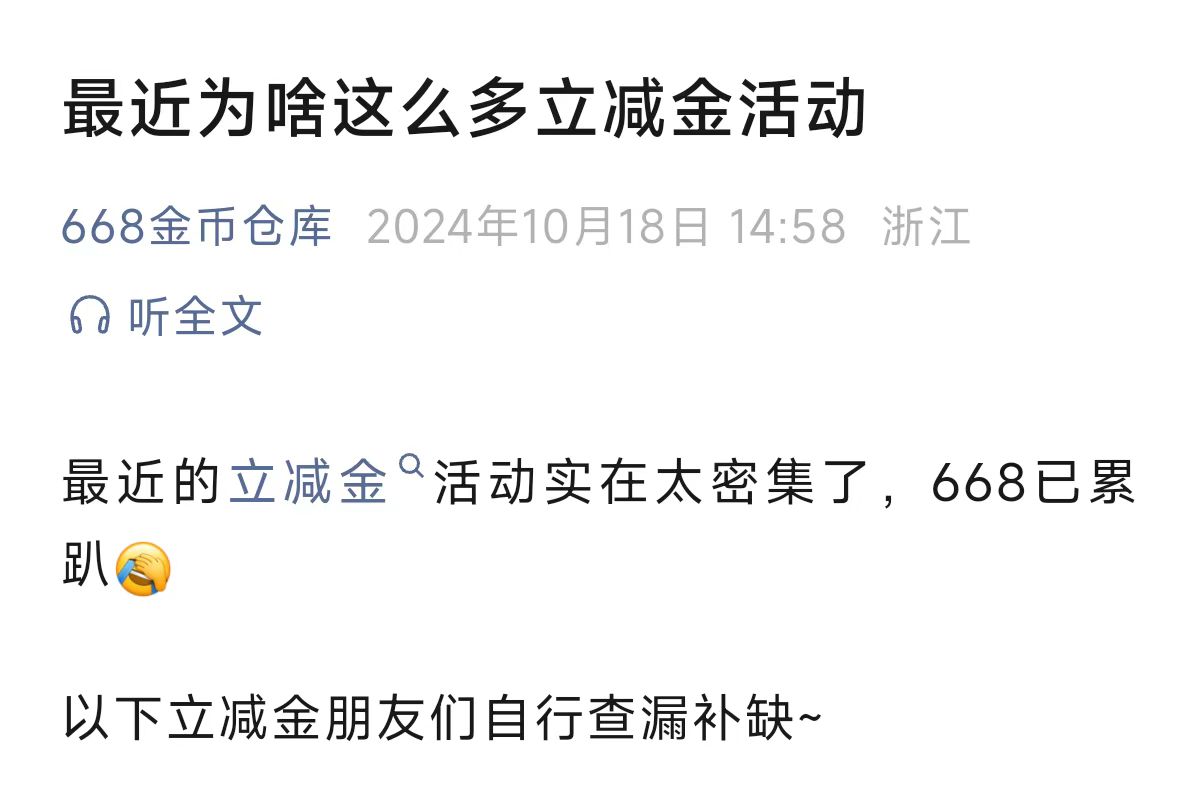 最近为啥这么多立减金活动
668金币仓库 2024年10月18日 14:58 浙江
听全文
最近的立减金活动实在太密集了，668已累
趴🤣
以下立减金朋友们自行查漏补缺~